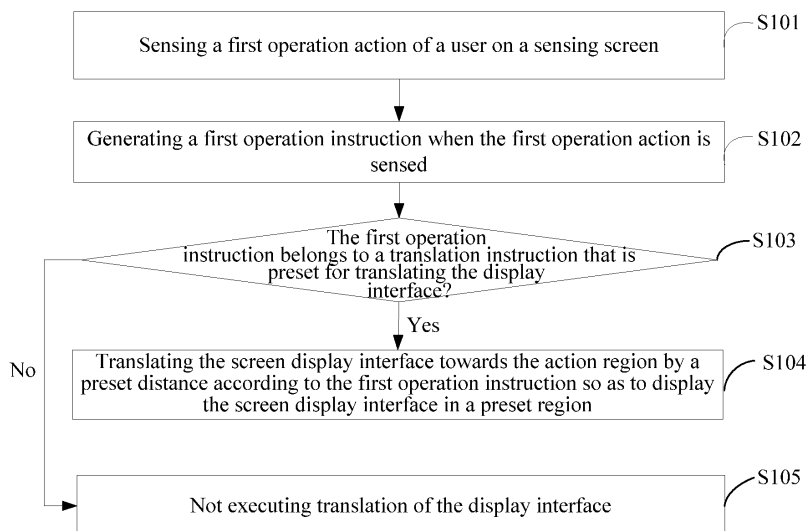 S101
Sensing a first operation action of a user on a sensing screen
Generating a first operation instruction when the first operation action is
sensed
S102
The first operation
instruction belongs to a translation instruction that is
preset for translating the display
interface?
S103
Yes
No
Translating the screen display interface towards the action region by a
preset distance according to the first operation instruction so as to display
the screen display interface in a preset region
S104
S105
Not executing translation of the display interface